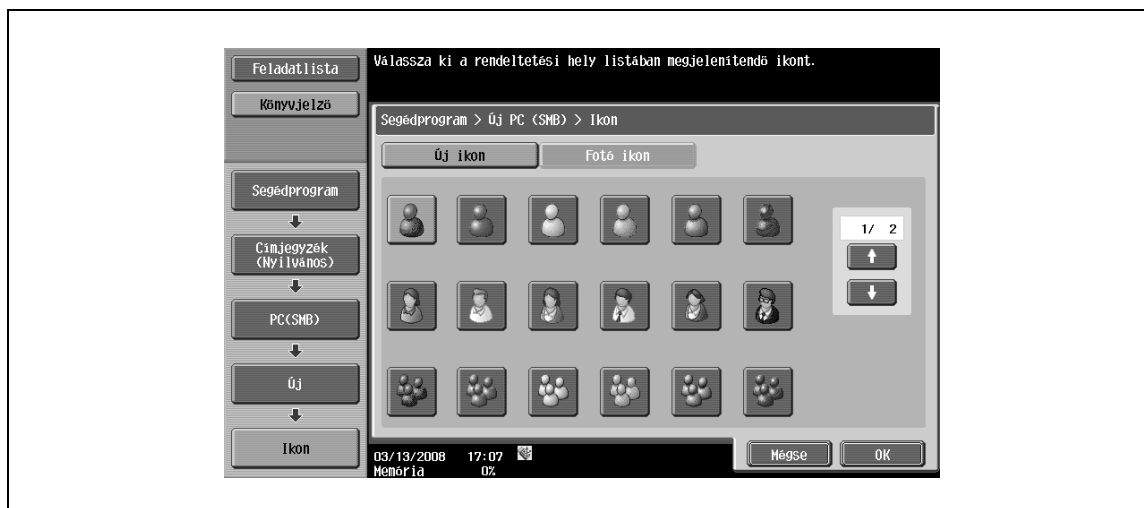 Feladatlista
Könyvjelző
Segédprogram
Címjegyzék
(Nyilvános)
PC(SMB)
Új
Ikon
Válassza ki a rendeltetési hely listában megjelenítendő ikont.
Segédprogram > Új PC (SMB) > Ikon
Új ikon
Fotó ikon
1/ 2
03/13/2008 17:07
Memória 0%
Mégse
OK